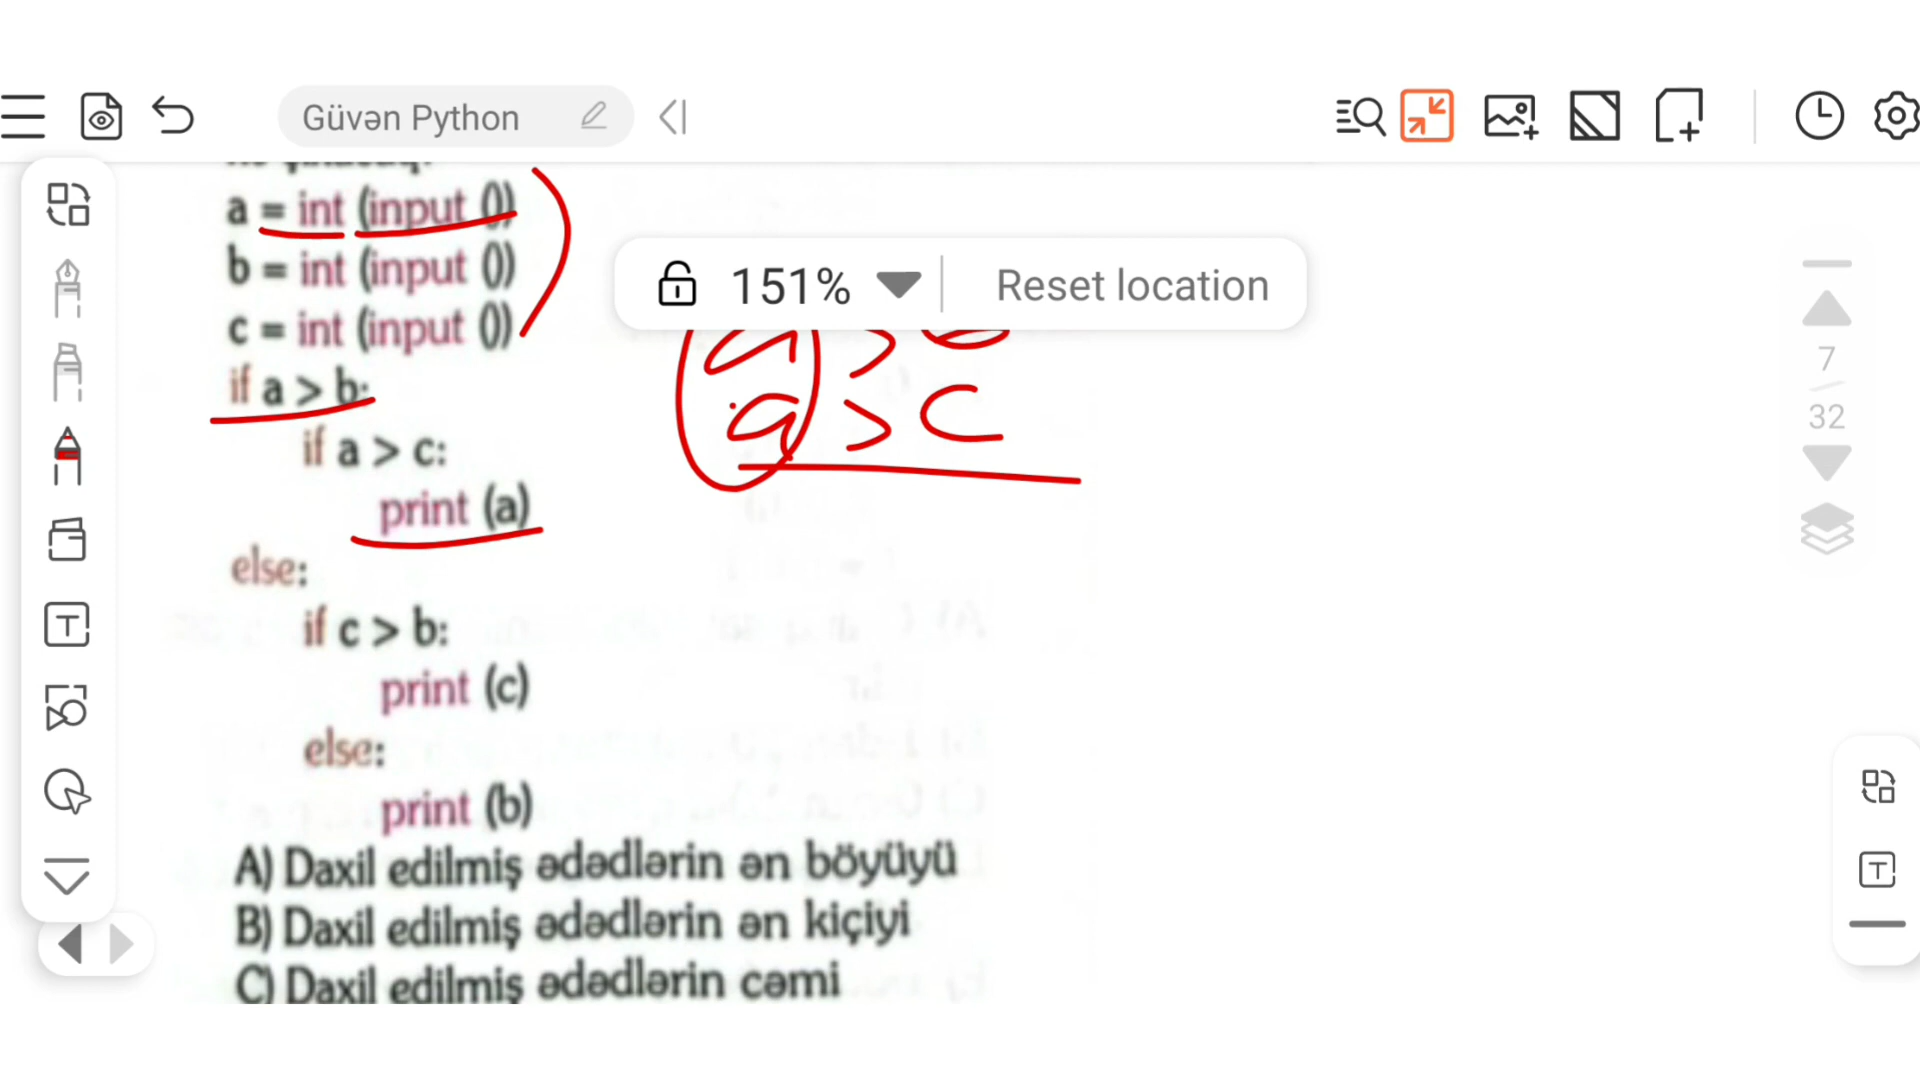 Güvən Python
a = int (input ())
b = int (input ())
c = int (input ())
151%
Reset location
if a > b:
if a > c:
print (a)
a > c
else:
if c > b:
print (c)
else:
print (b)
A) Daxil edilmiş ədədlərin ən böyüyü
B) Daxil edilmiş ədədlərin ən kiçiyi
C) Daxil edilmiş ədədlərin cəmi
7
32